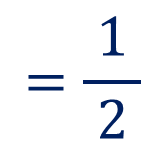 = 1/2